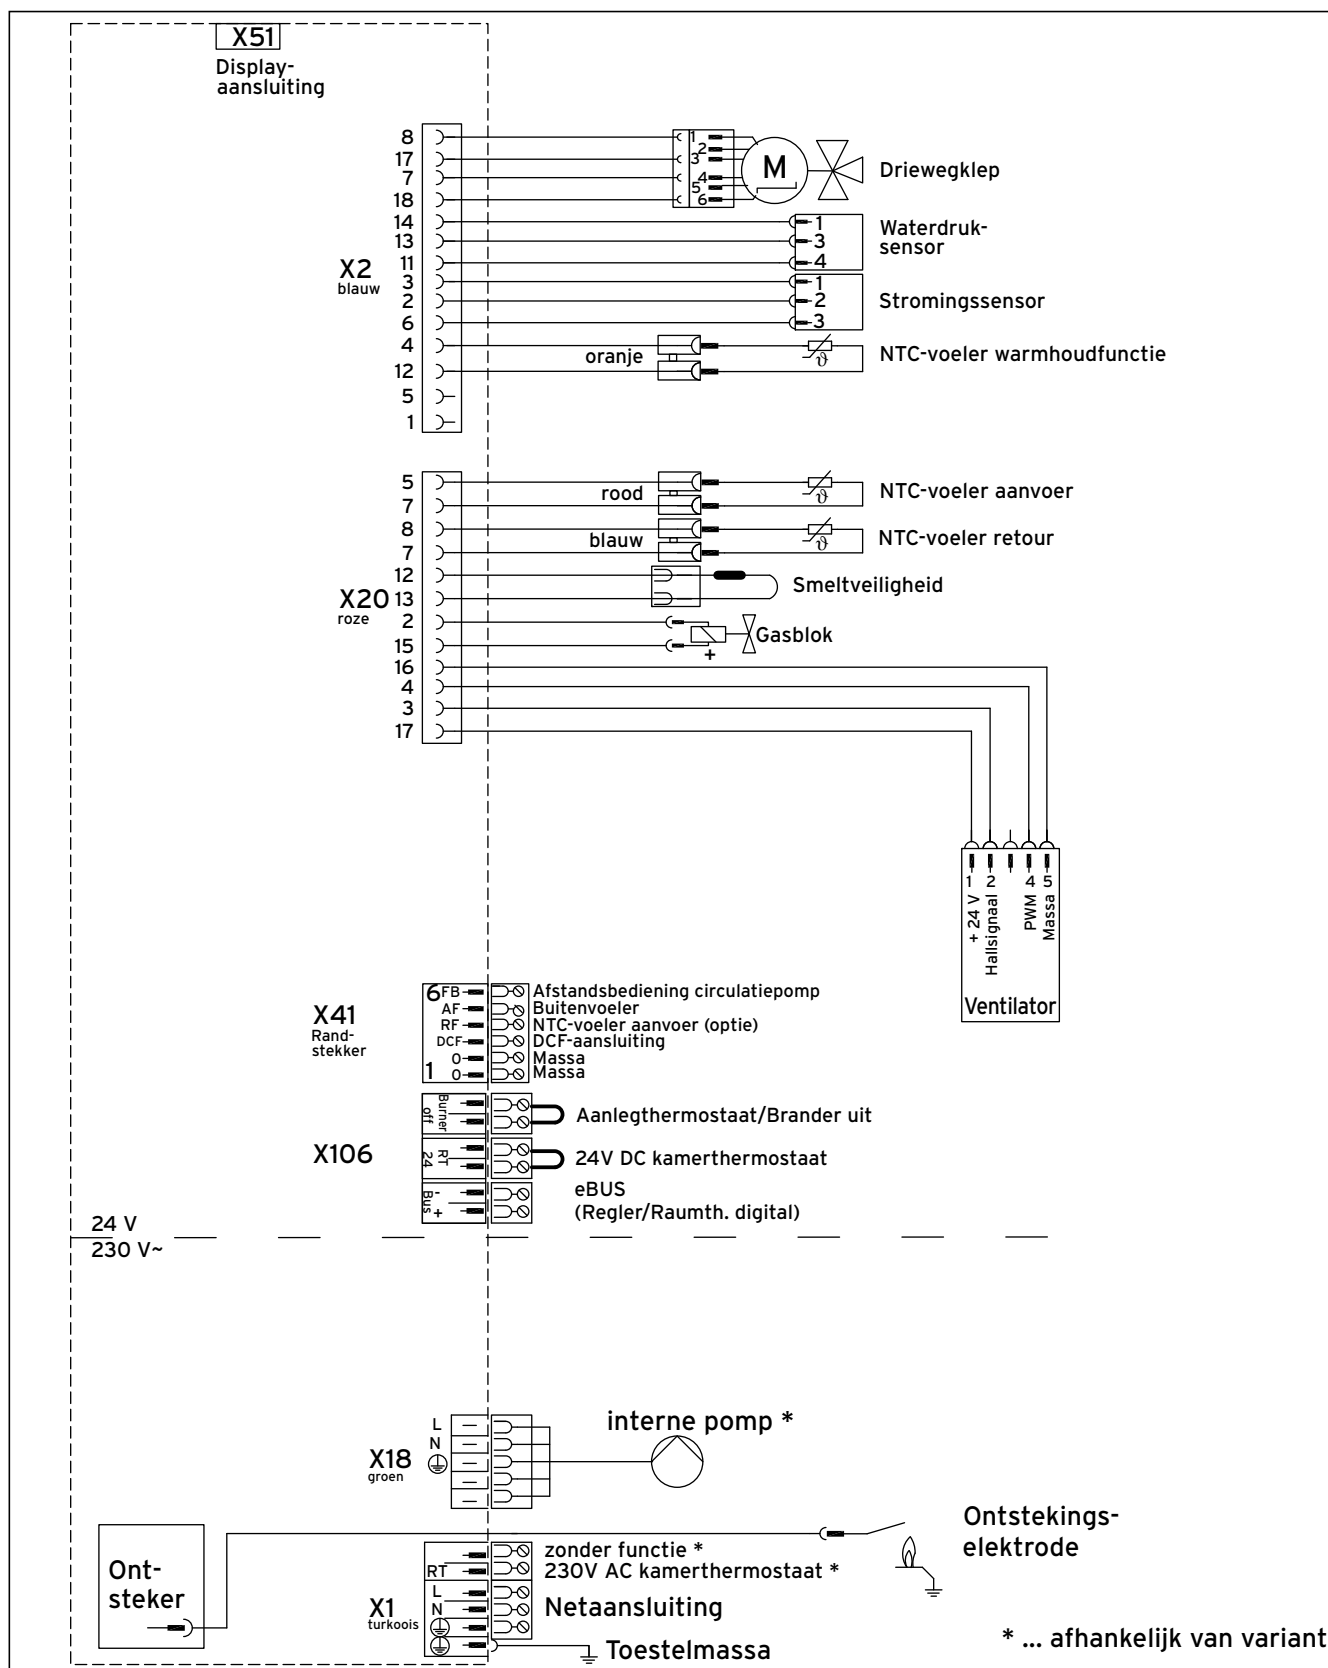 X51
Display-
aansluiting
8
17
7
18
14
13
11
3
2
6
4
12
5
1
X2
blauw
1
2
3
4
5
6
M
Driewegklep
1
3
4
Waterdruk-
sensor
1
2
3
Stromingssensor
oranje
ϑ
NTC-voeler warmhoudfunctie
5
7
8
7
12
13
2
15
16
4
3
17
X20
roze
rood
ϑ
NTC-voeler aanvoer
blauw
ϑ
NTC-voeler retour
Smeltveiligheid
Gasblok
+
1 2 4 5
+ 24 V
Hallsignaal
PWM
Massa
Ventilator
X41
Rand-
stekker
6 FB Afstandsbediening circulatiepomp
AF Buitenvoeler
RF NTC-voeler aanvoer (optie)
DCF DCF-aansluiting
0 Massa
1 0 Massa
X106
Burner
off
Aanlegthermostaat/Brander uit
RT
24
24V DC kamerthermostaat
Bus
-
+
eBUS
(Regler/Raumth. digital)
24 V
230 V~
X18
groen
L
N
interne pomp *
Ont-
steker
Ontstekings-
elektrode
X1
turkoois
zonder functie *
RT 230V AC kamerthermostaat *
L
N
Netaansluiting
Toestelmassa
* ... afhankelijk van variant